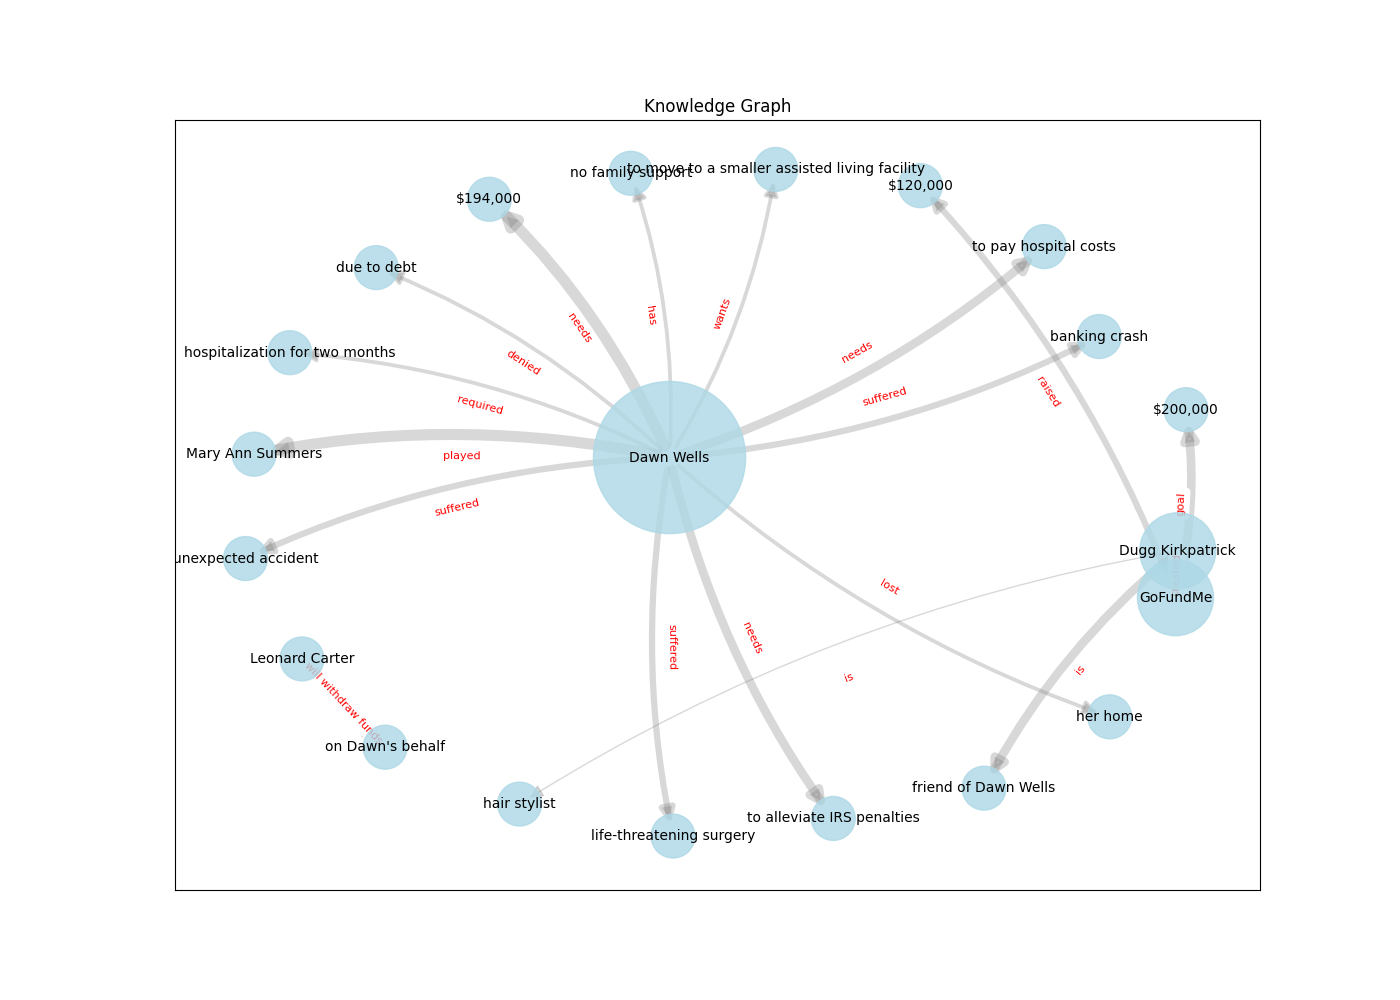 Knowledge Graph
no family support
to move to a smaller assisted living facility
$120,000
$194,000
to pay hospital costs
due to debt
has
wants
needs
banking crash
hospitalization for two months
needs
denied
raised
suffered
required
$200,000
Mary Ann Summers
played
Dawn Wells
suffered
goal
unexpected accident
Dugg Kirkpatrick
lost
GoFundMe
suffered
needs
Leonard Carter
will withdraw funds
is
is
her home
on Dawn's behalf
friend of Dawn Wells
hair stylist
to alleviate IRS penalties
life-threatening surgery